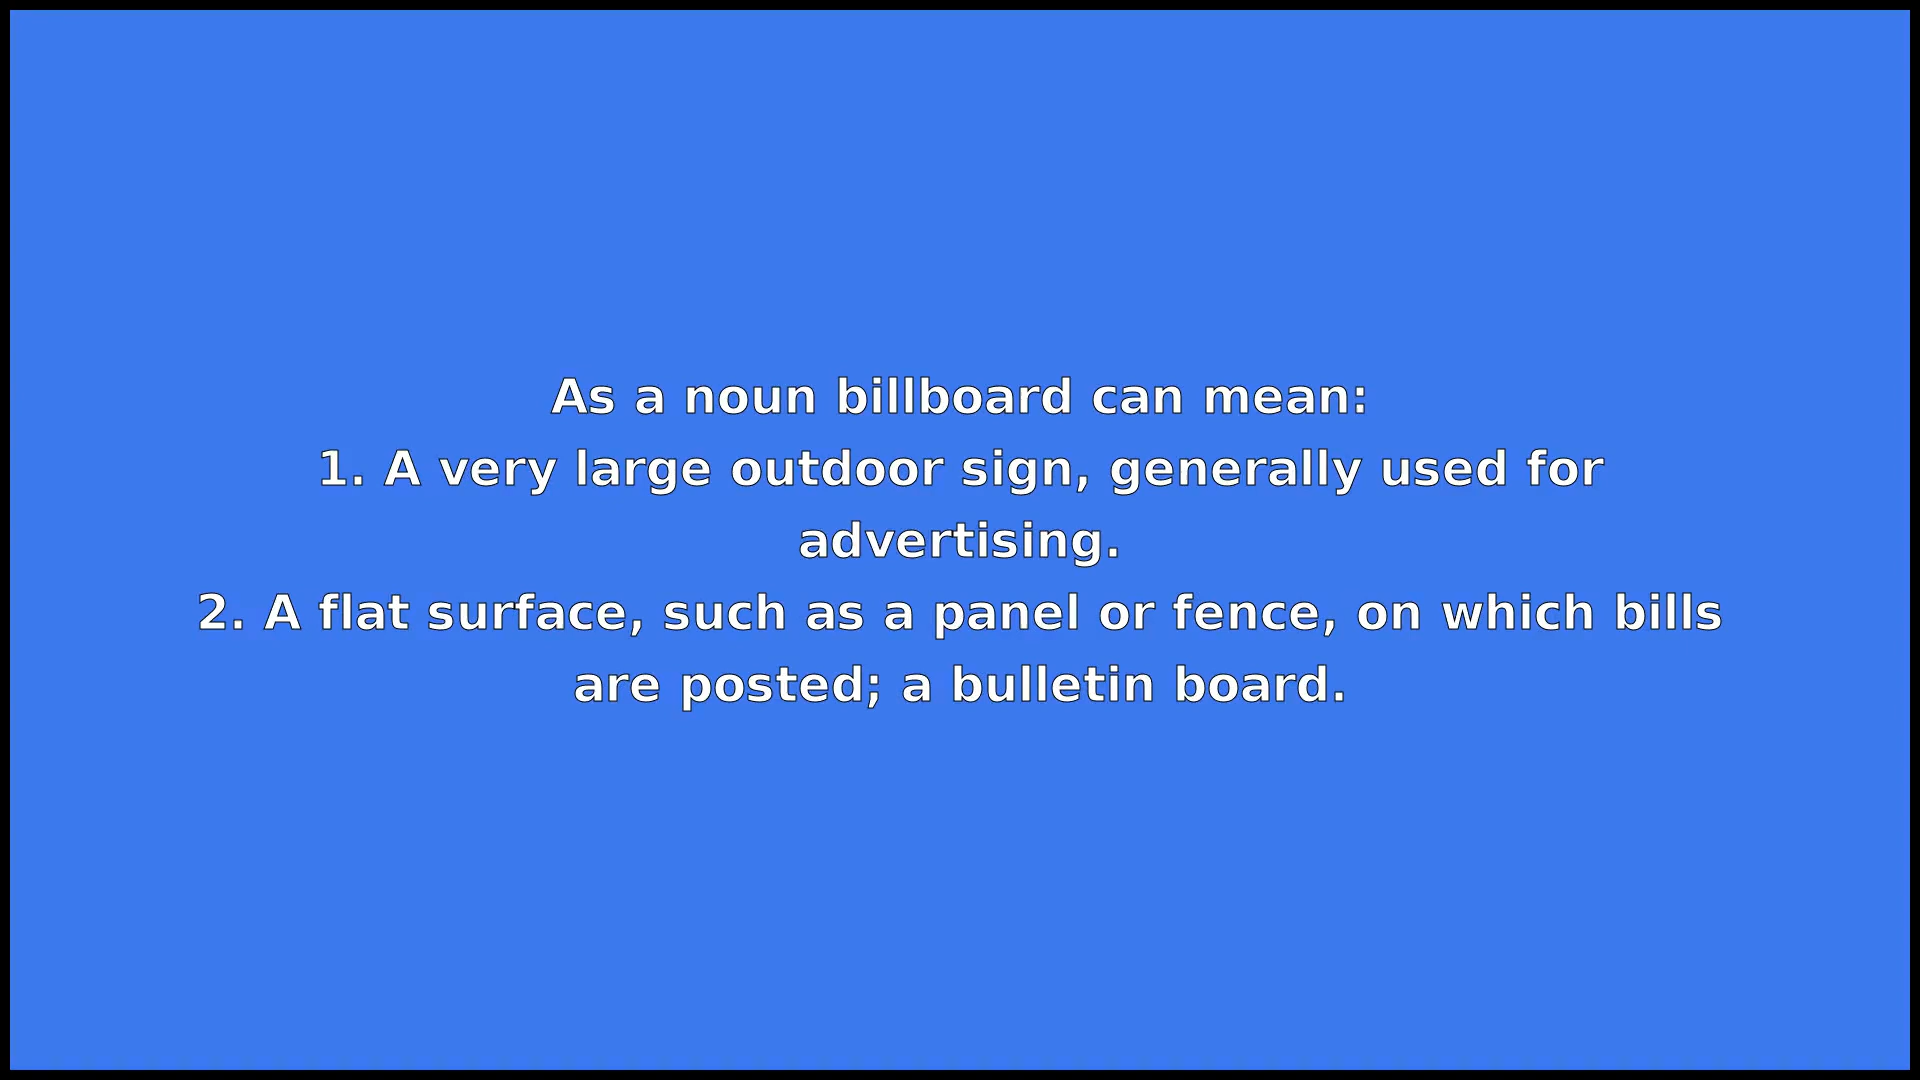 As a noun billboard can mean:
1. A very large outdoor sign, generally used for
advertising.
2. A flat surface, such as a panel or fence, on which bills
are posted; a bulletin board.